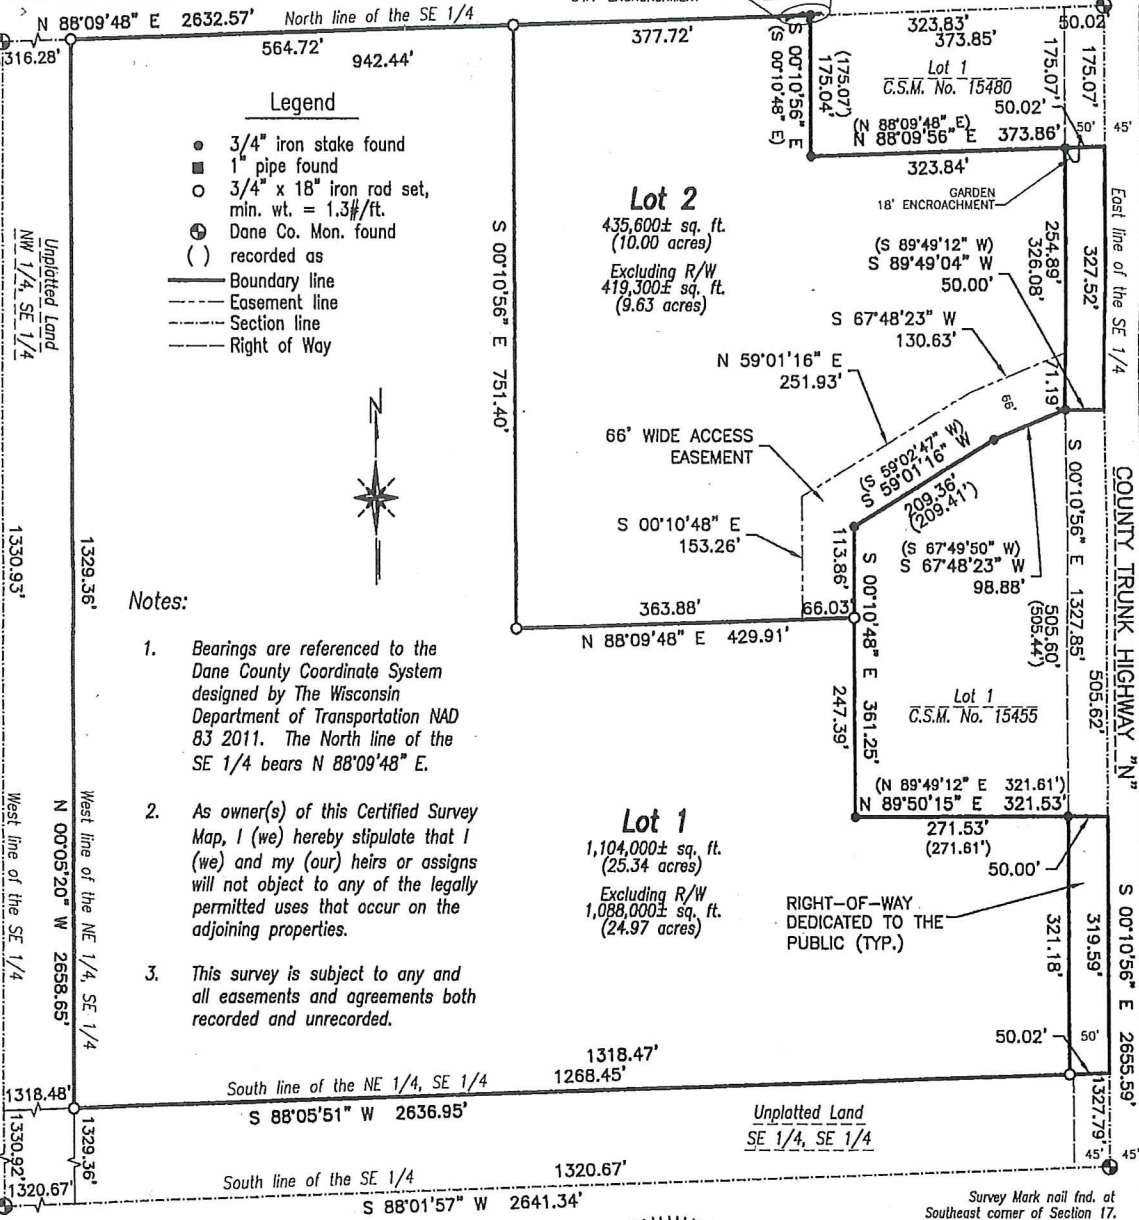 N 88°09'48" E 2632.57'
North line of the SE 1/4
316.28'
564.72'
942.44'
377.72'
S 00°10'56" E
(S 00°10'48" E)
(175.07')
175.04'
323.83'
373.85'
50.02'
Lot 1
C.S.M. No. 15480
175.07'
175.07'
50.02'
50'
45'
(N 88°09'48" E)
N 88°09'56" E 373.86'
323.84'
GARDEN
18' ENCROACHMENT
Legend
3/4" iron stake found
1" pipe found
3/4" x 18" iron rod set,
min. wt. = 1.3#/ft.
Dane Co. Mon. found
( ) recorded as
Boundary line
Easement line
Section line
Right of Way
Unplatted Land
NW 1/4, SE 1/4
Lot 2
435,600± sq. ft.
(10.00 acres)
Excluding R/W
419,300± sq. ft.
(9.63 acres)
S 00°10'56" E 751.40'
(S 89°49'12" W)
S 89°49'04" W
50.00'
254.89'
326.08'
327.52'
East line of the SE 1/4
S 67°48'23" W
130.63'
N 59°01'16" E
251.93'
71.19'
66'
66' WIDE ACCESS
EASEMENT
(S 59°02'47" W)
S 59°01'16" W
209.36'
(209.41')
S 00°10'48" E
153.26'
113.86'
(S 67°49'50" W)
S 67°48'23" W
98.88'
363.88'
66.03'
N 88°09'48" E 429.91'
S 00°10'48" E 361.25'
247.39'
S 00°10'56" E 1327.85'
505.60'
(505.44')
505.62'
COUNTY TRUNK HIGHWAY "N"
Lot 1
C.S.M. No. 15455
1330.93'
1329.36'
Notes:
1. Bearings are referenced to the
Dane County Coordinate System
designed by The Wisconsin
Department of Transportation NAD
83 2011. The North line of the
SE 1/4 bears N 88°09'48" E.
2. As owner(s) of this Certified Survey
Map, I (we) hereby stipulate that I
(we) and my (our) heirs or assigns
will not object to any of the legally
permitted uses that occur on the
adjoining properties.
3. This survey is subject to any and
all easements and agreements both
recorded and unrecorded.
N
(N 89°49'12" E 321.61')
N 89°50'15" E 321.53'
271.53'
(271.61')
50.00'
Lot 1
1,104,000± sq. ft.
(25.34 acres)
Excluding R/W
1,088,000± sq. ft.
(24.97 acres)
RIGHT-OF-WAY
DEDICATED TO THE
PUBLIC (TYP.)
321.18'
319.59'
S 00°10'56" E 2655.59'
West line of the SE 1/4
N 00°05'20" W 2658.65'
West line of the NE 1/4, SE 1/4
50.02'
50'
1318.47'
1268.45'
South line of the NE 1/4, SE 1/4
S 88°05'51" W 2636.95'
1318.48'
1330.92'
1329.36'
1320.67'
Unplatted Land
SE 1/4, SE 1/4
1327.79'
45'
45'
1320.67'
South line of the SE 1/4
S 88°01'57" W 2641.34'
Survey Mark nail fnd. at
Southeast corner of Section 17.